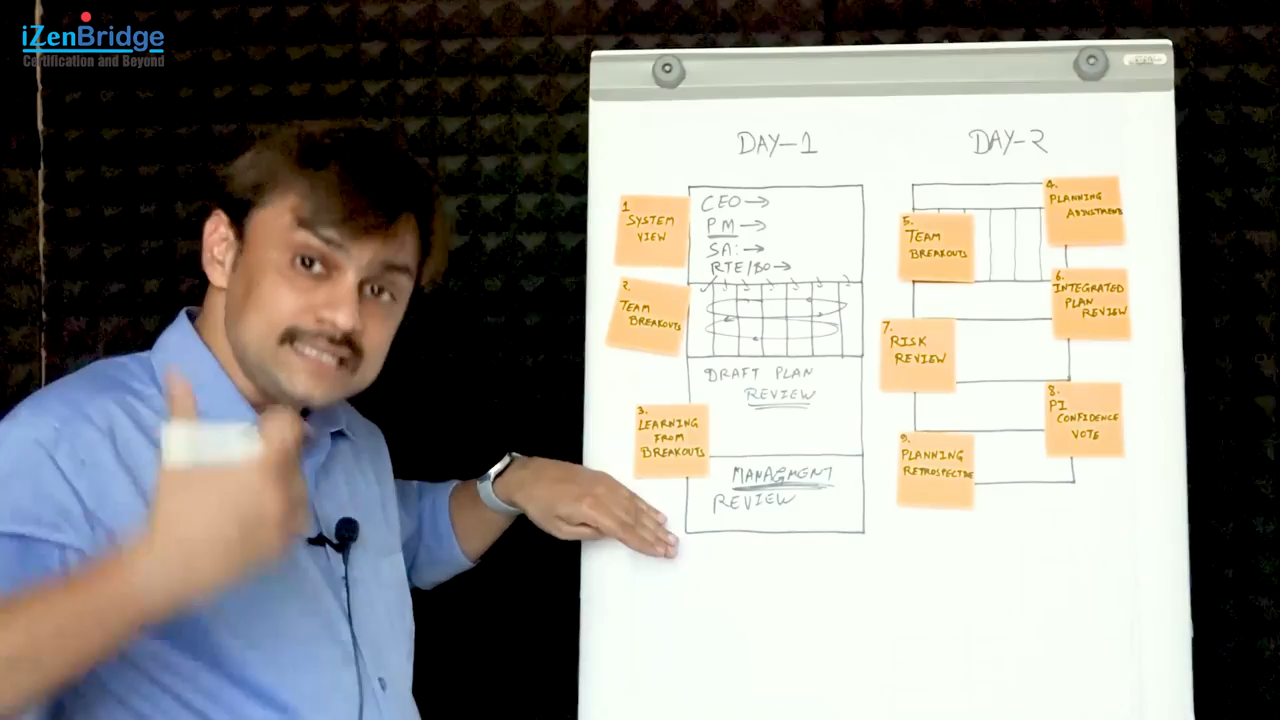 iZenBridge
Certification and Beyond
DAY-1
1
SYSTEM
VIEW
CEO→
PM→
SA:→
RTE/BO→
2.
TEAM
BREAKOUTS
DRAFT PLAN
REVIEW
3.
LEARNING
FROM
BREAKOUTS
MANAGMENT
REVIEW
DAY-2
4.
PLANNING
5.
TEAM
BREAKOUTS
6.
INTEGRATED
PLAN
REVIEW
7.
RISK
REVIEW
8.
PI
CONFIDENCE
VOTE
9.
PLANNING